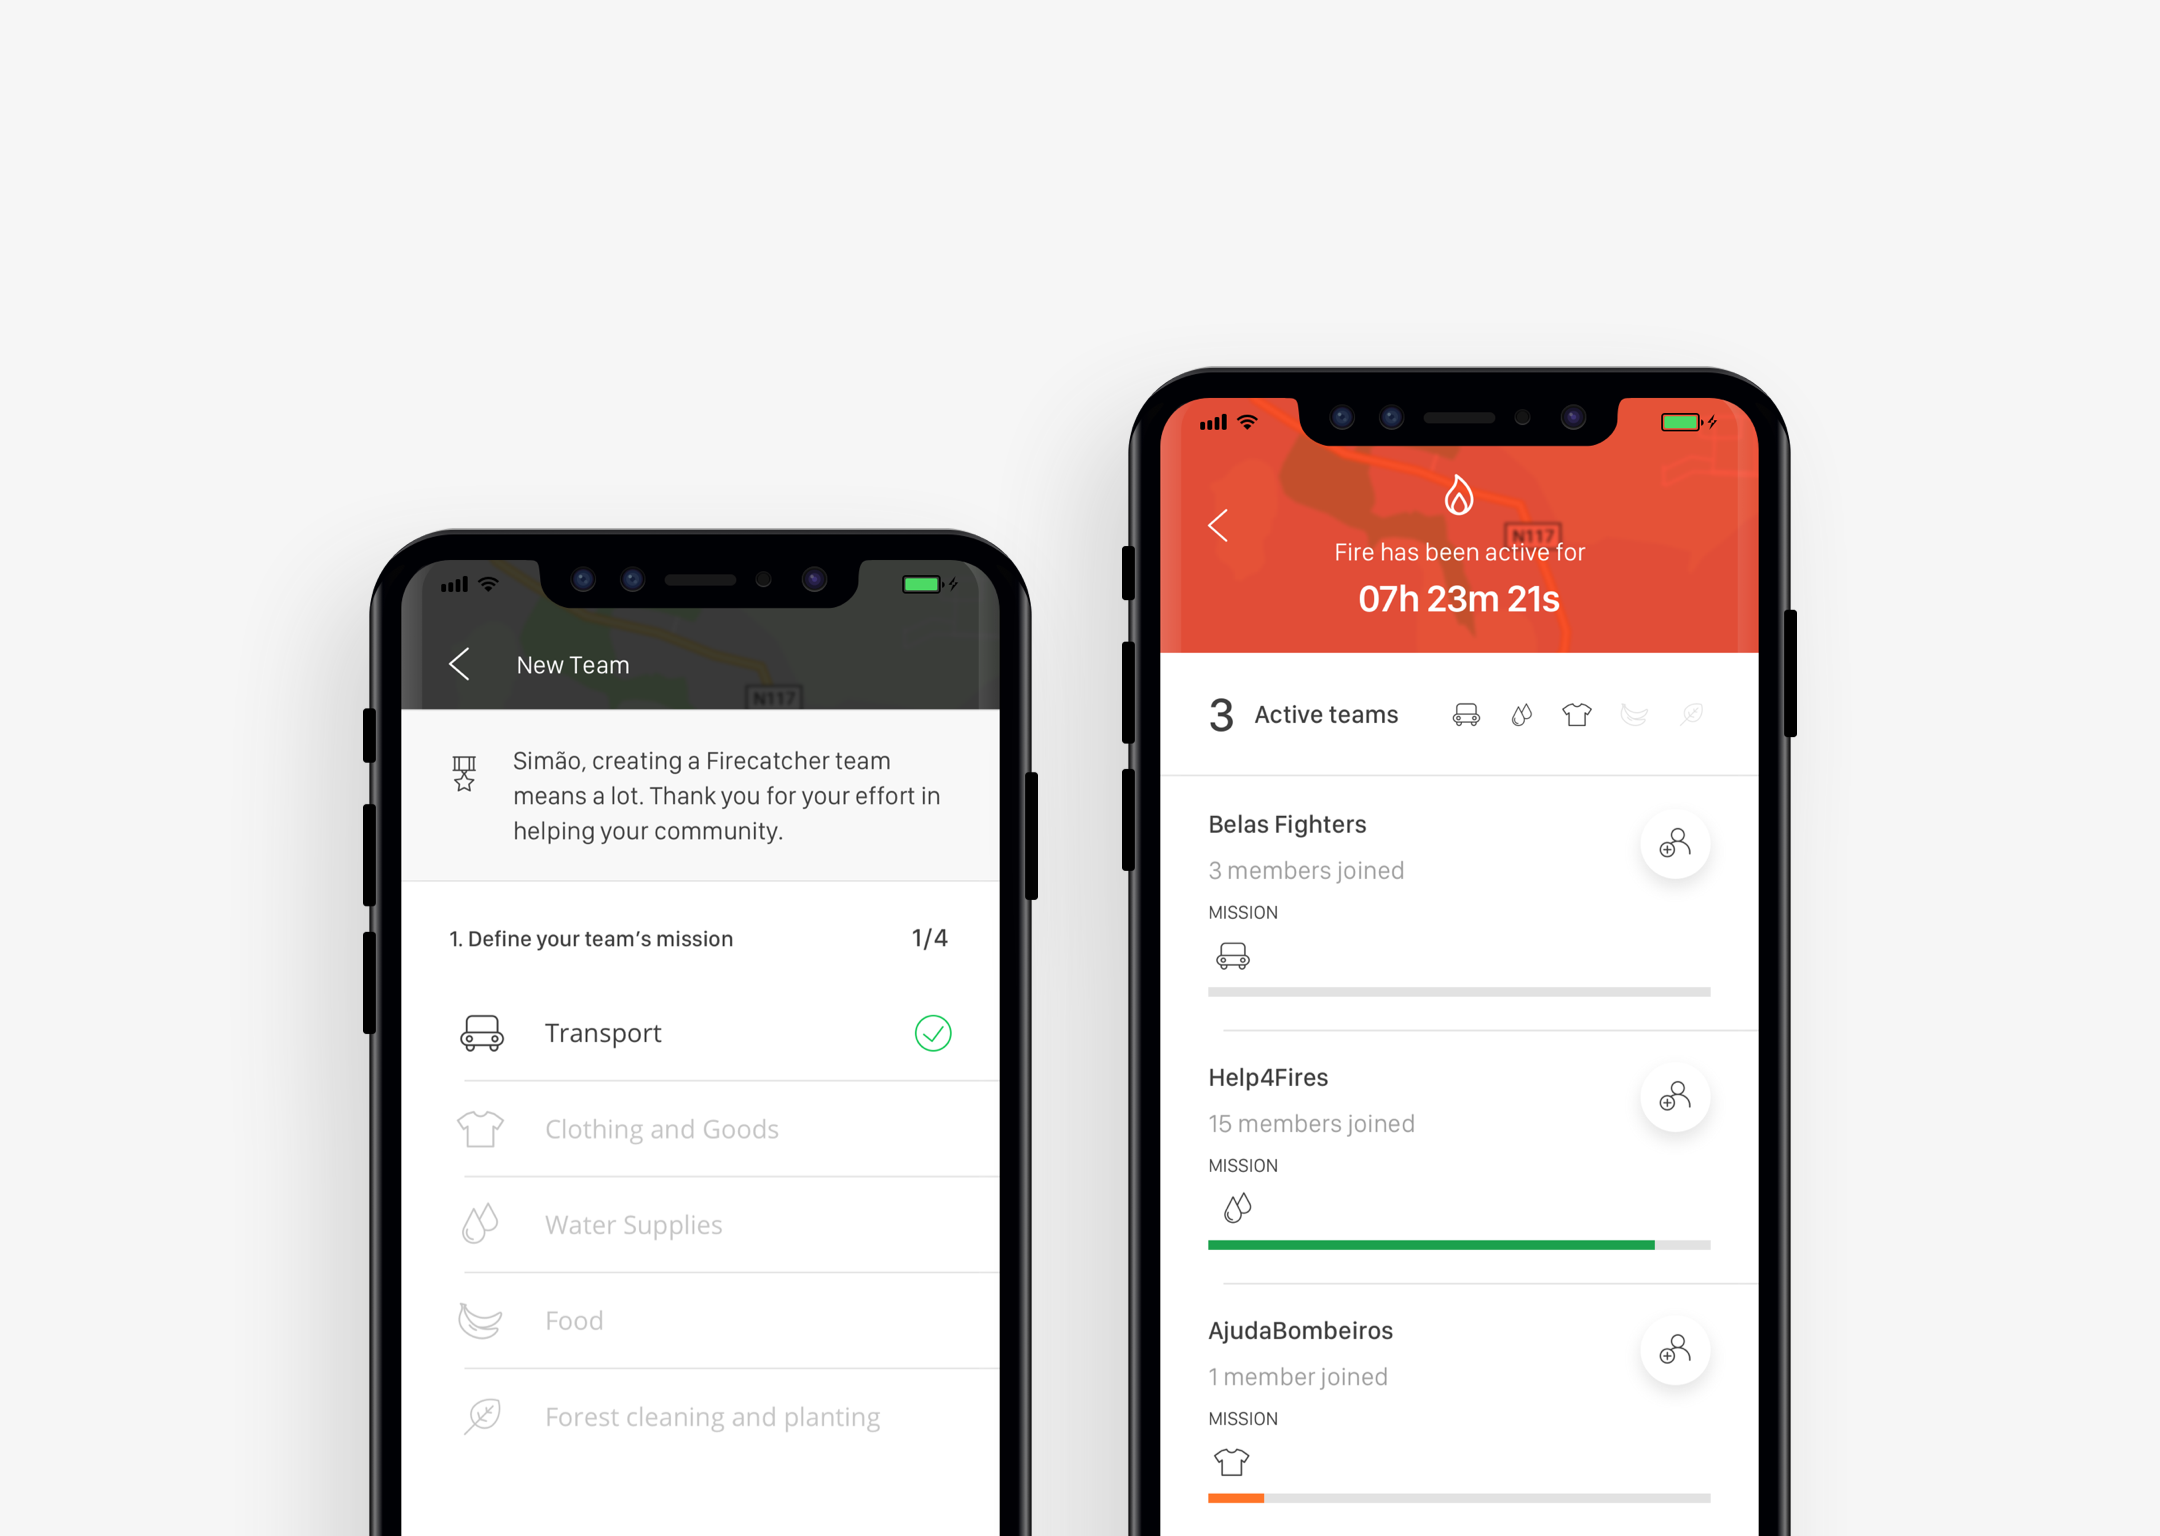 New Team
N117
Simão, creating a Firecatcher team
means a lot. Thank you for your effort in
helping your community.
1. Define your team’s mission
1/4
Transport
Clothing and Goods
Water Supplies
Food
Forest cleaning and planting
N117
Fire has been active for
07h 23m 21s
3 Active teams
Belas Fighters
3 members joined
MISSION
Help4Fires
15 members joined
MISSION
AjudaBombeiros
1 member joined
MISSION